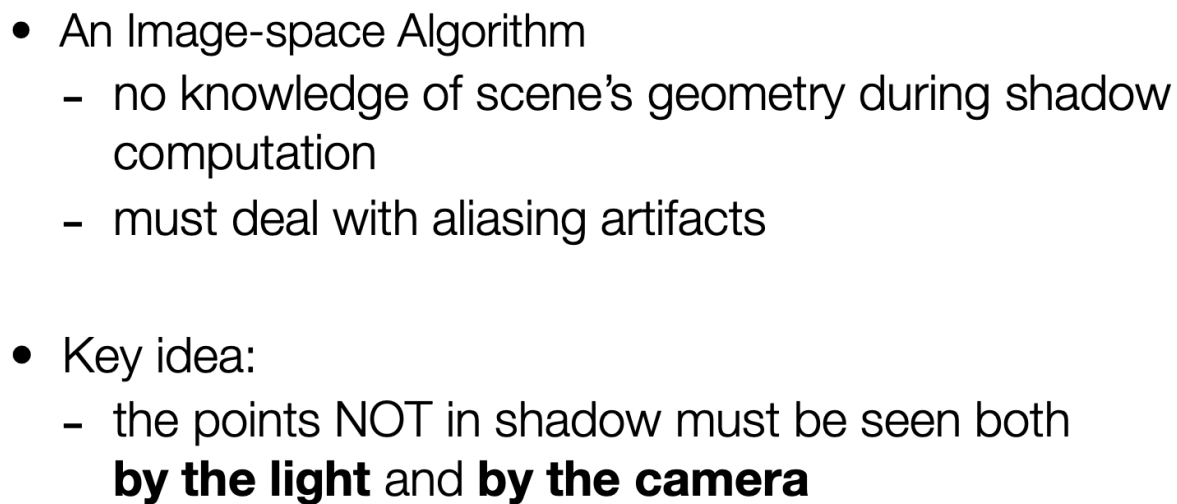 • An Image-space Algorithm
- no knowledge of scene’s geometry during shadow
computation
- must deal with aliasing artifacts
• Key idea:
- the points NOT in shadow must be seen both
by the light and by the camera